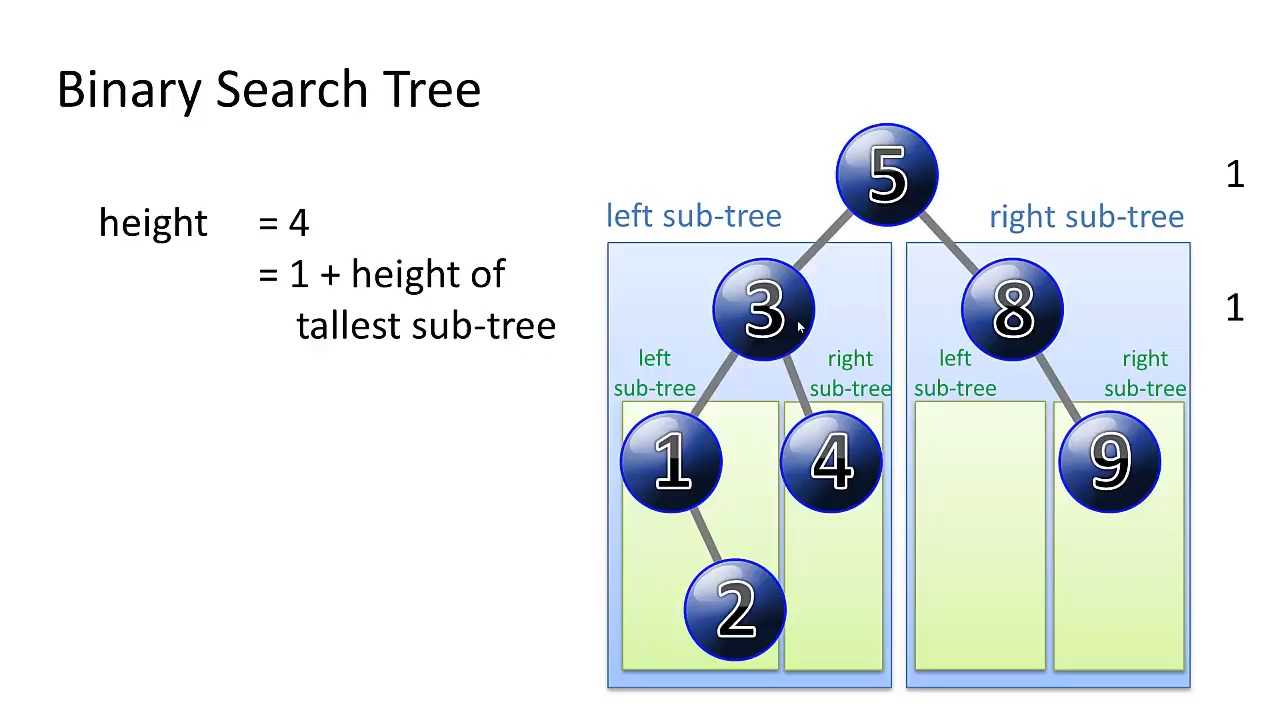 Binary Search Tree
height = 4
= 1 + height of
tallest sub-tree
5
1
left sub-tree
right sub-tree
3
8
1
left
sub-tree
right
sub-tree
left
sub-tree
right
sub-tree
1
4
9
2